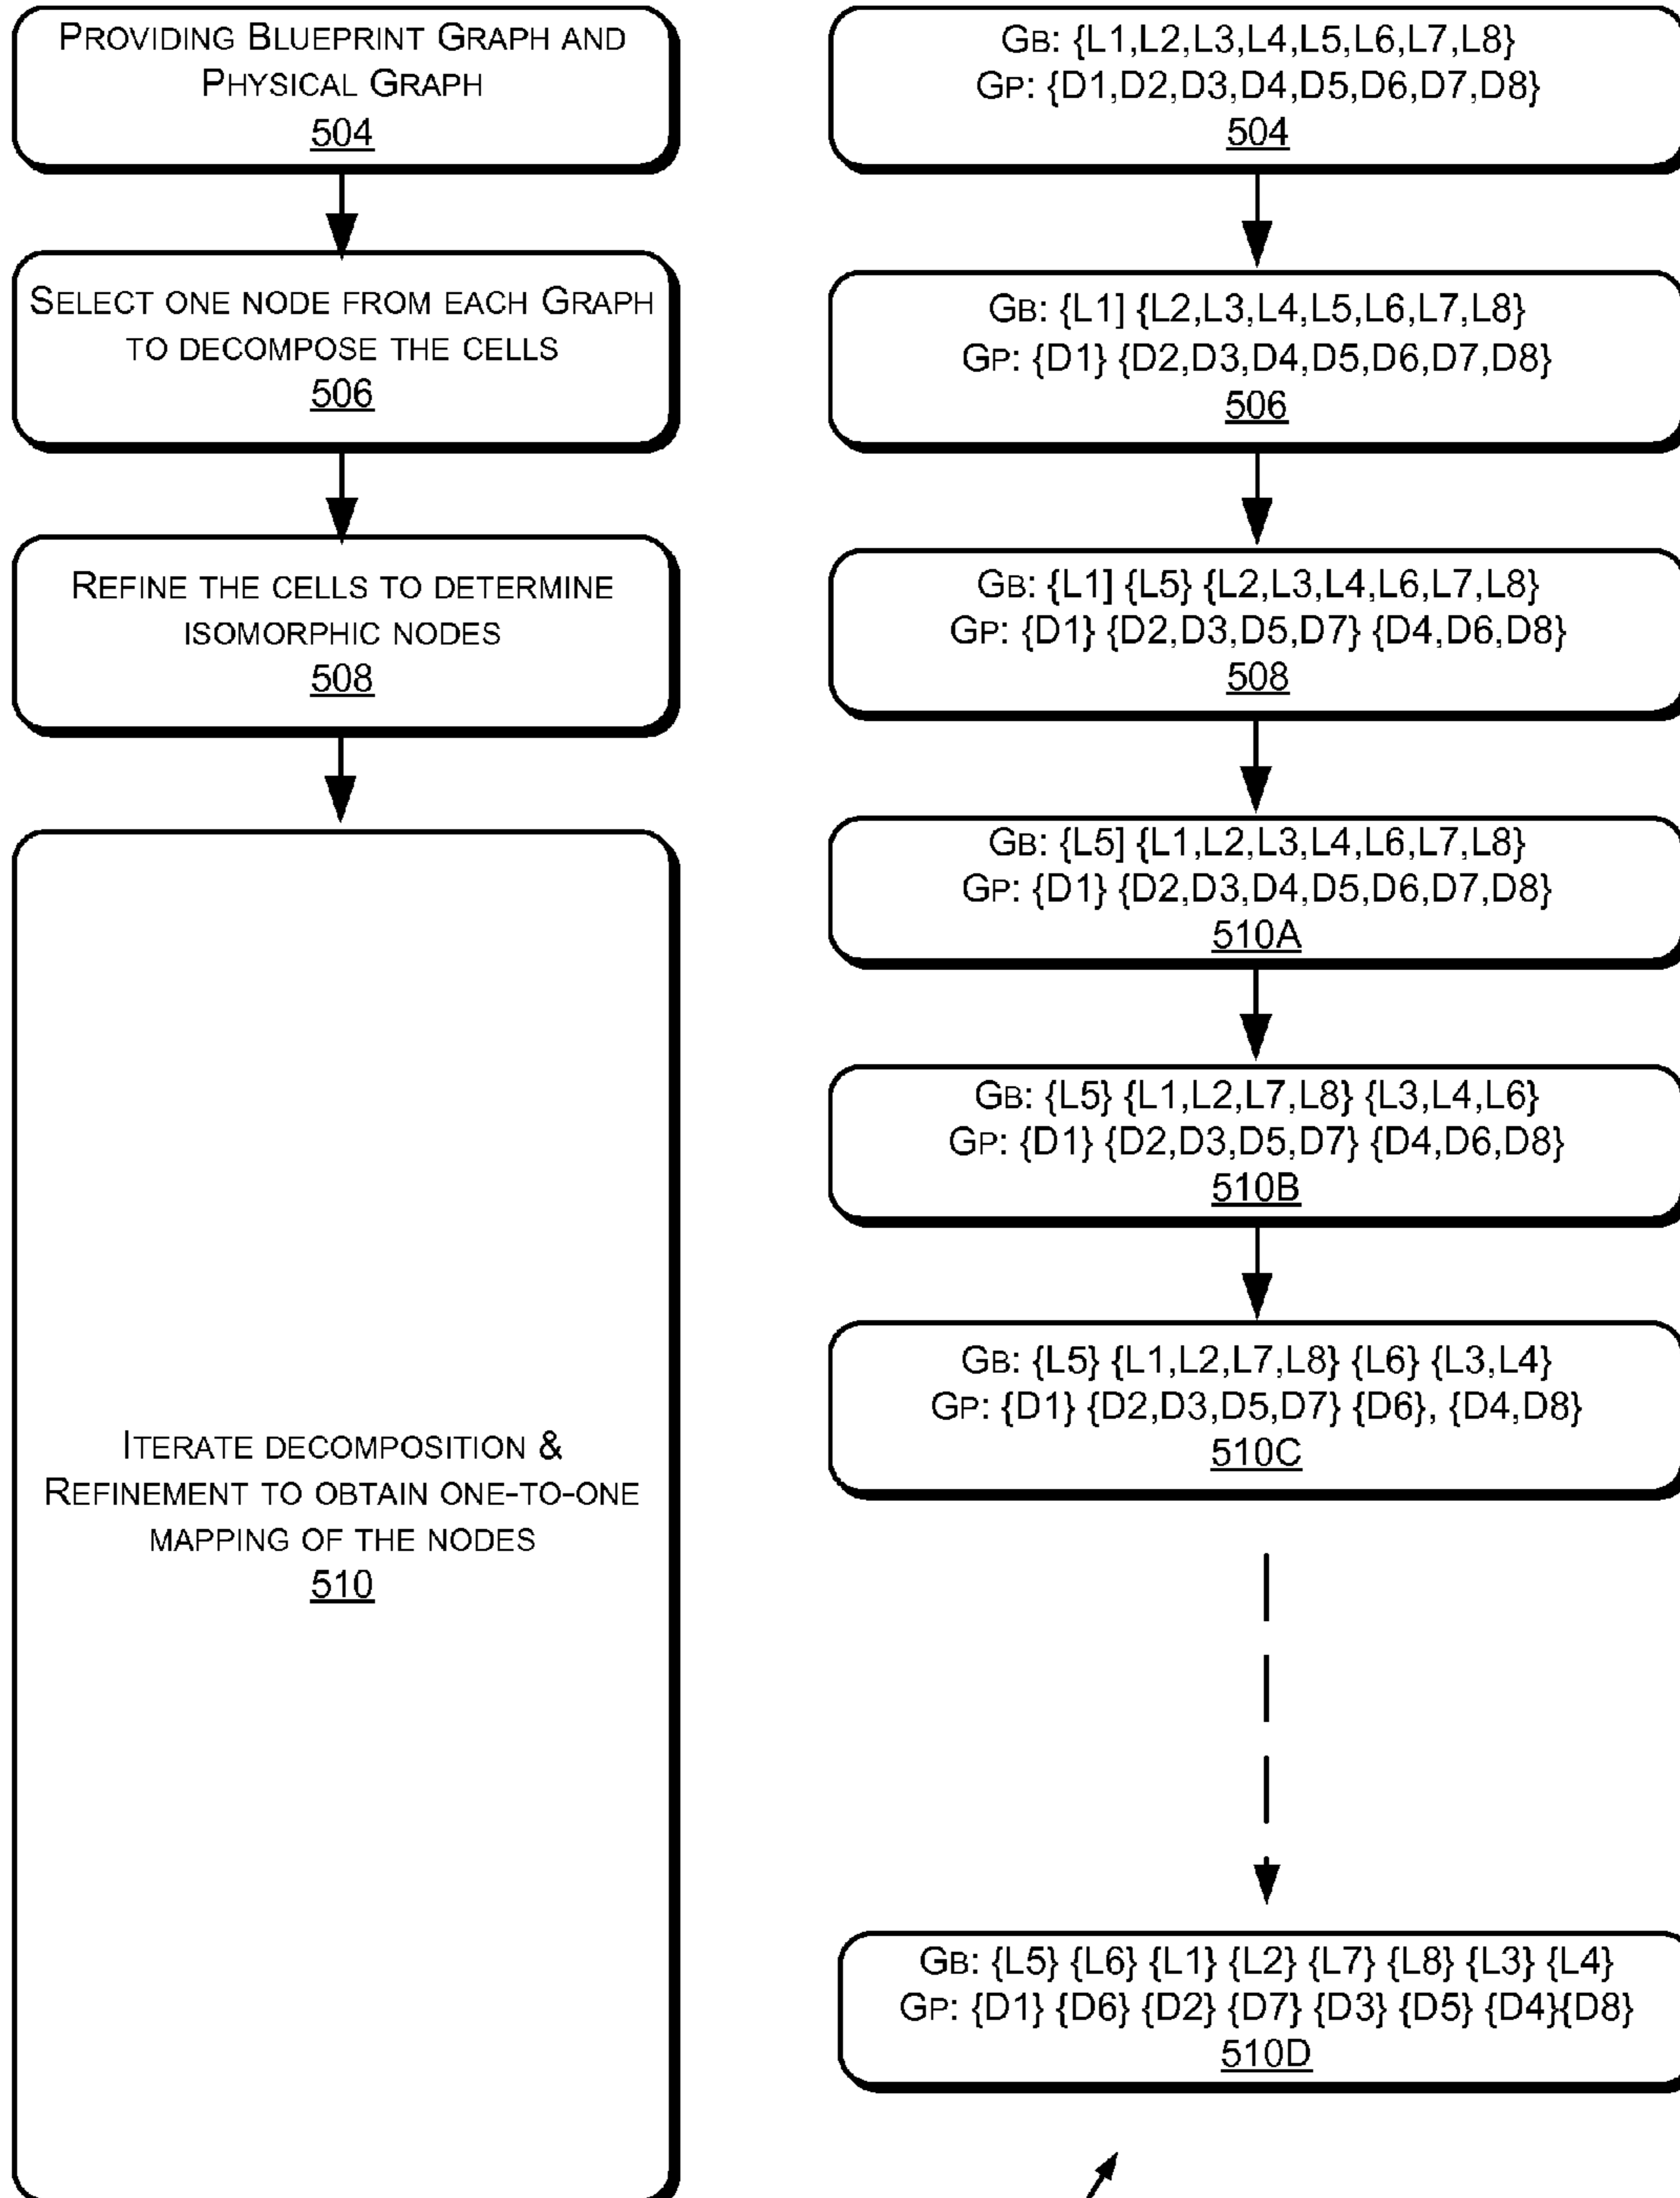 PROVIDING BLUEPRINT GRAPH AND
PHYSICAL GRAPH
504
SELECT ONE NODE FROM EACH GRAPH
TO DECOMPOSE THE CELLS
506
REFINE THE CELLS TO DETERMINE
ISOMORPHIC NODES
508
ITERATE DECOMPOSITION &
REFINEMENT TO OBTAIN ONE-TO-ONE
MAPPING OF THE NODES
510
GB: {L1,L2,L3,L4,L5,L6,L7,L8}
GP: {D1,D2,D3,D4,D5,D6,D7,D8}
504
GB: {L1] {L2,L3,L4,L5,L6,L7,L8}
GP: {D1} {D2,D3,D4,D5,D6,D7,D8}
506
GB: {L1] {L5} {L2,L3,L4,L6,L7,L8}
GP: {D1} {D2,D3,D5,D7} {D4,D6,D8}
508
GB: {L5] {L1,L2,L3,L4,L6,L7,L8}
GP: {D1} {D2,D3,D4,D5,D6,D7,D8}
510A
GB: {L5} {L1,L2,L7,L8} {L3,L4,L6}
GP: {D1} {D2,D3,D5,D7} {D4,D6,D8}
510B
GB: {L5} {L1,L2,L7,L8} {L6} {L3,L4}
GP: {D1} {D2,D3,D5,D7} {D6}, {D4,D8}
510C
GB: {L5} {L6} {L1} {L2} {L7} {L8} {L3} {L4}
GP: {D1} {D6} {D2} {D7} {D3} {D5} {D4}{D8}
510D